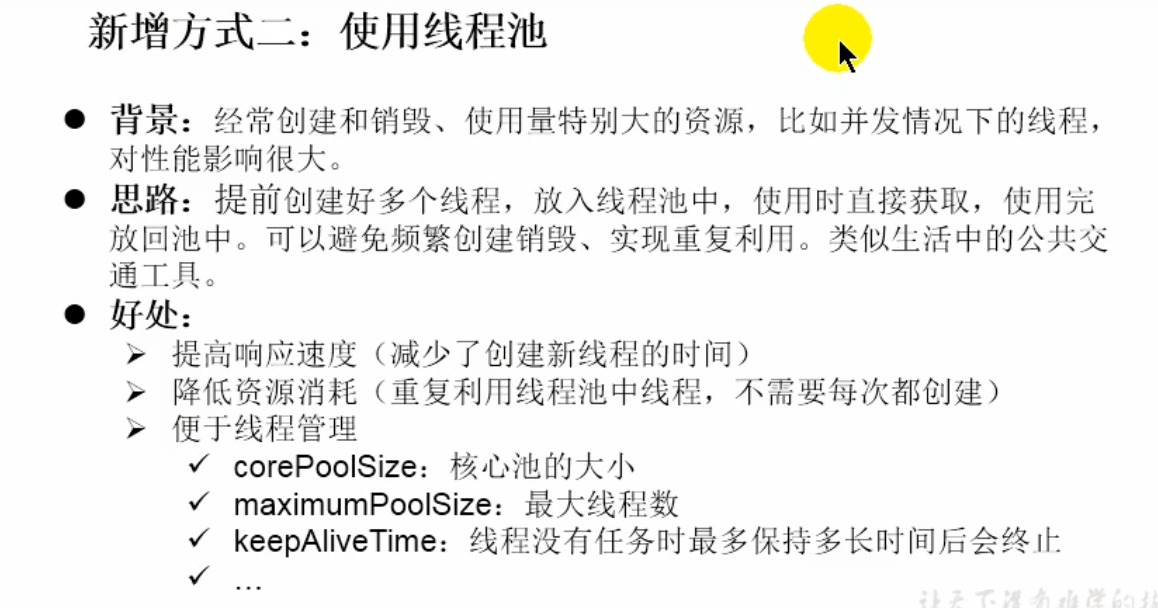 新增方式二：使用线程池
● 背景：经常创建和销毁、使用量特别大的资源，比如并发情况下的线程，
对性能影响很大。
● 思路：提前创建好多个线程，放入线程池中，使用时直接获取，使用完
放回池中。可以避免频繁创建销毁、实现重复利用。类似生活中的公共交
通工具。
● 好处：
➢ 提高响应速度（减少了创建新线程的时间）
➢ 降低资源消耗（重复利用线程池中线程，不需要每次都创建）
➢ 便于线程管理
✓ corePoolSize：核心池的大小
✓ maximumPoolSize：最大线程数
✓ keepAliveTime：线程没有任务时最多保持多长时间后会终止
✓ …
让天下没有难学的技